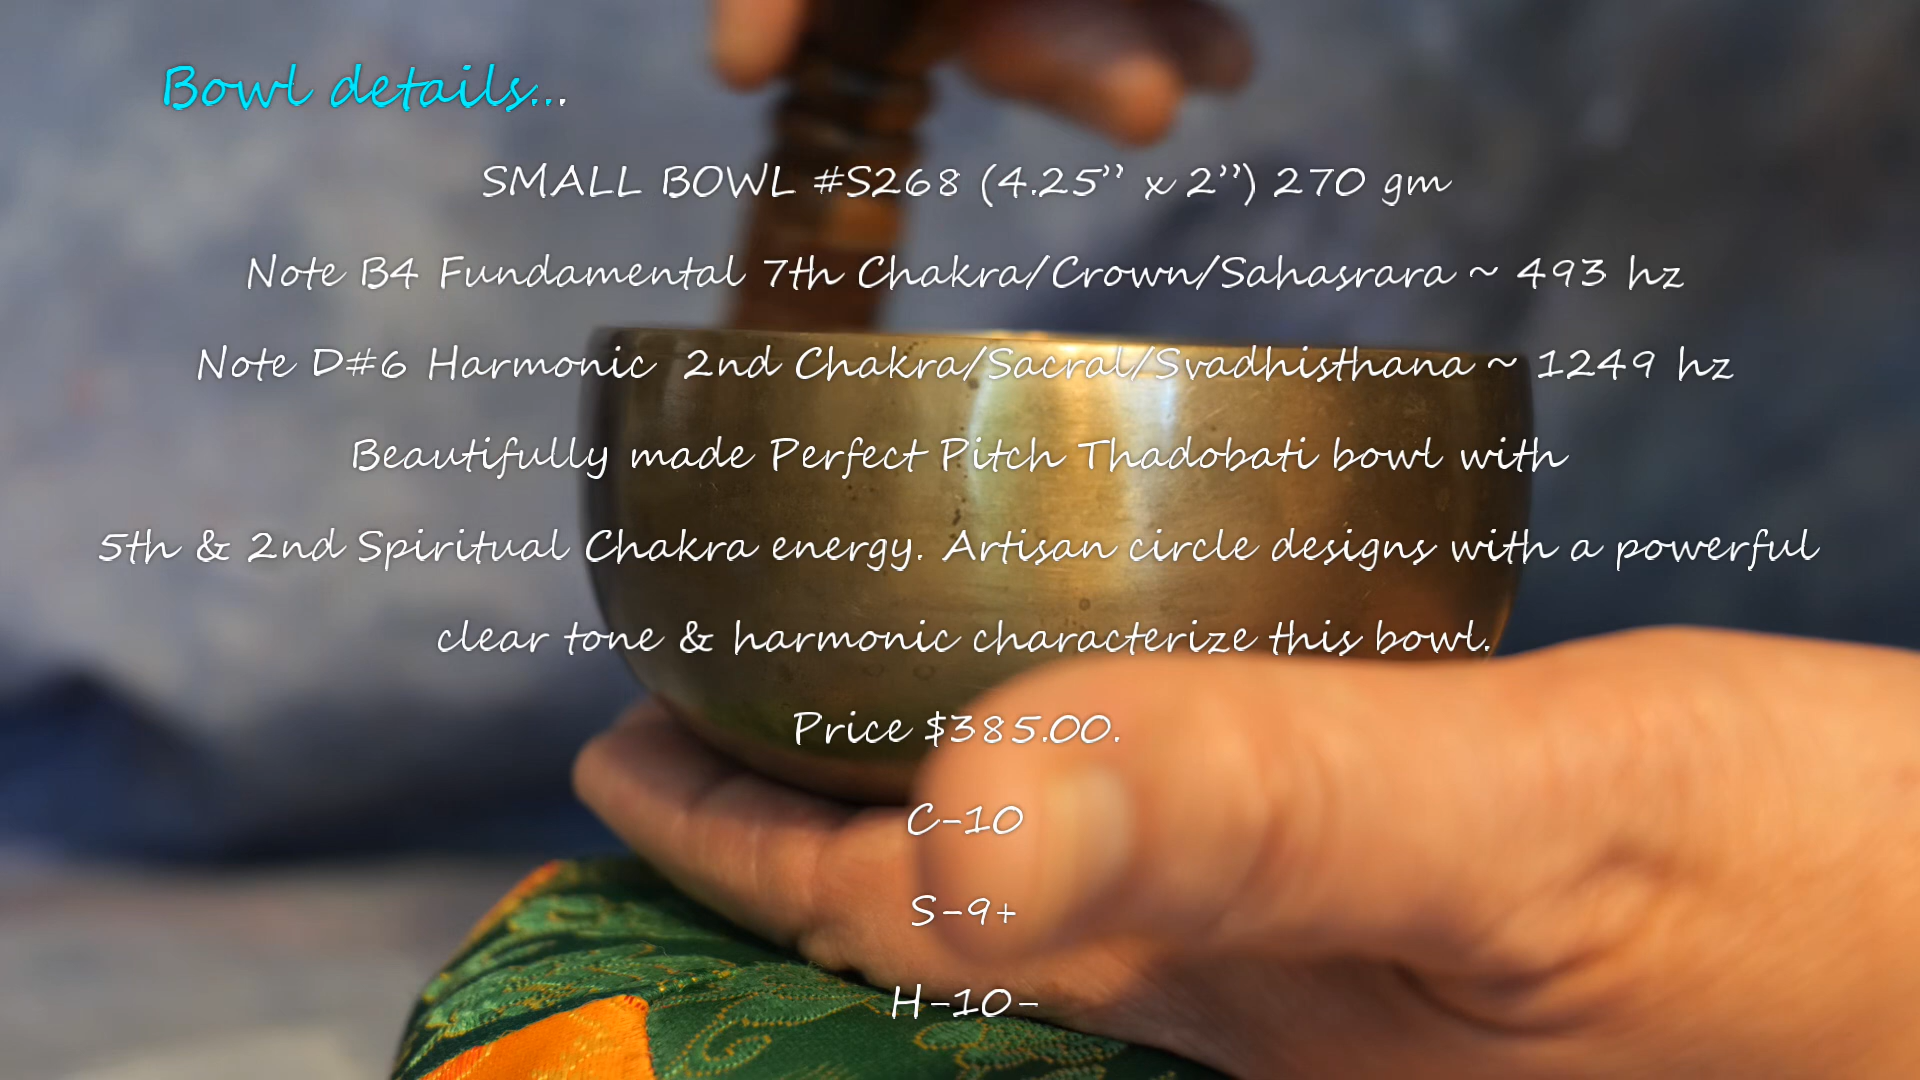 Bowl details...
SMALL BOWL #S268 (4.25” x 2”) 270 gm
Note B4 Fundamental 7th Chakra/Crown/Sahasrara ~ 493 hz
Note D#6 Harmonic 2nd Chakra/Sacral/Svadhisthana ~ 1249 hz
Beautifully made Perfect Pitch Thadobati bowl with
5th & 2nd Spiritual Chakra energy. Artisan circle designs with a powerful
clear tone & harmonic characterize this bowl.
Price $385.00.
C-10
S-9+
H-10-